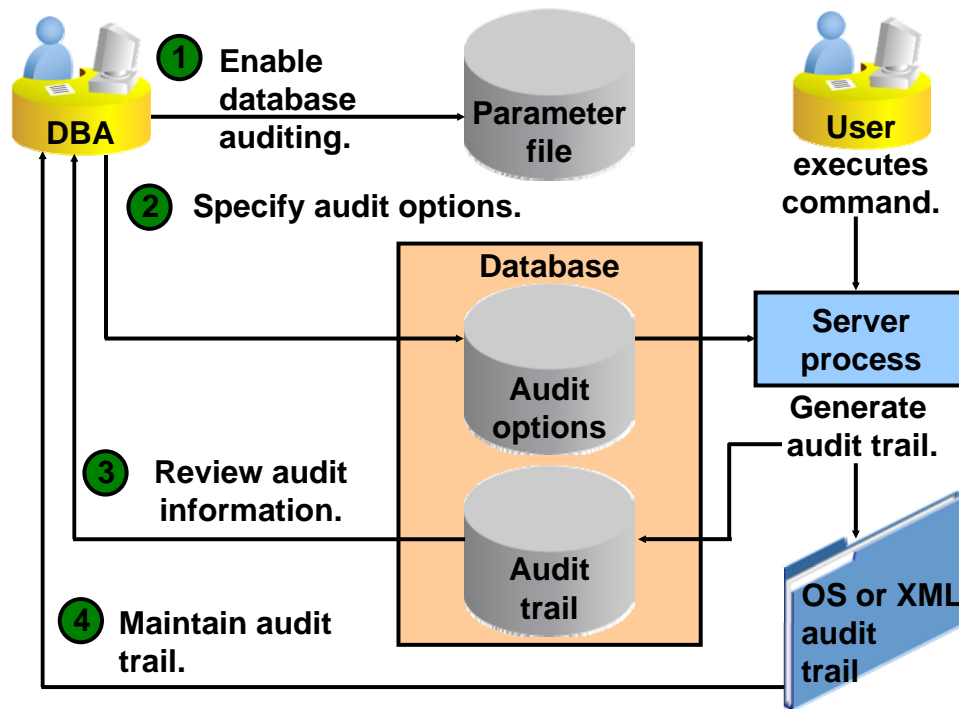 1
Enable
database
auditing.
DBA
Parameter
file
User
executes
command.
2
Specify audit options.
Database
Audit
options
Server
process
Generate
audit trail.
3
Review audit
information.
Audit
trail
4
Maintain audit
trail.
OS or XML
audit
trail